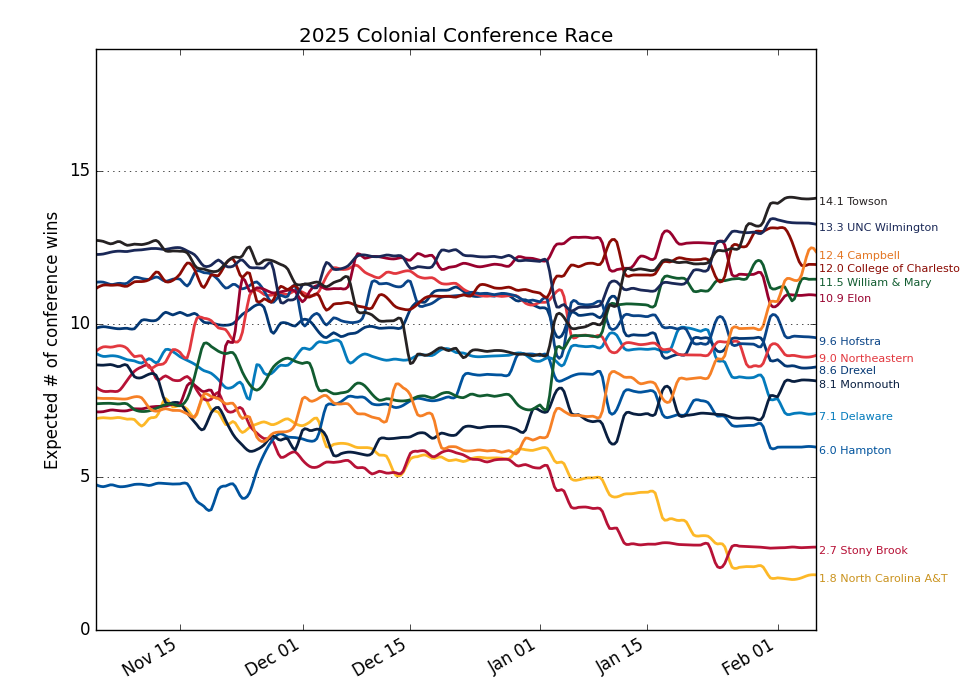 2025 Colonial Conference Race
Expected # of conference wins
15
10
5
0
Nov 15
Dec 01
Dec 15
Jan 01
Jan 15
Feb 01
14.1 Towson
13.3 UNC Wilmington
12.4 Campbell
12.0 College of Charlesto
11.5 William & Mary
10.9 Elon
9.6 Hofstra
9.0 Northeastern
8.6 Drexel
8.1 Monmouth
7.1 Delaware
6.0 Hampton
2.7 Stony Brook
1.8 North Carolina A&T